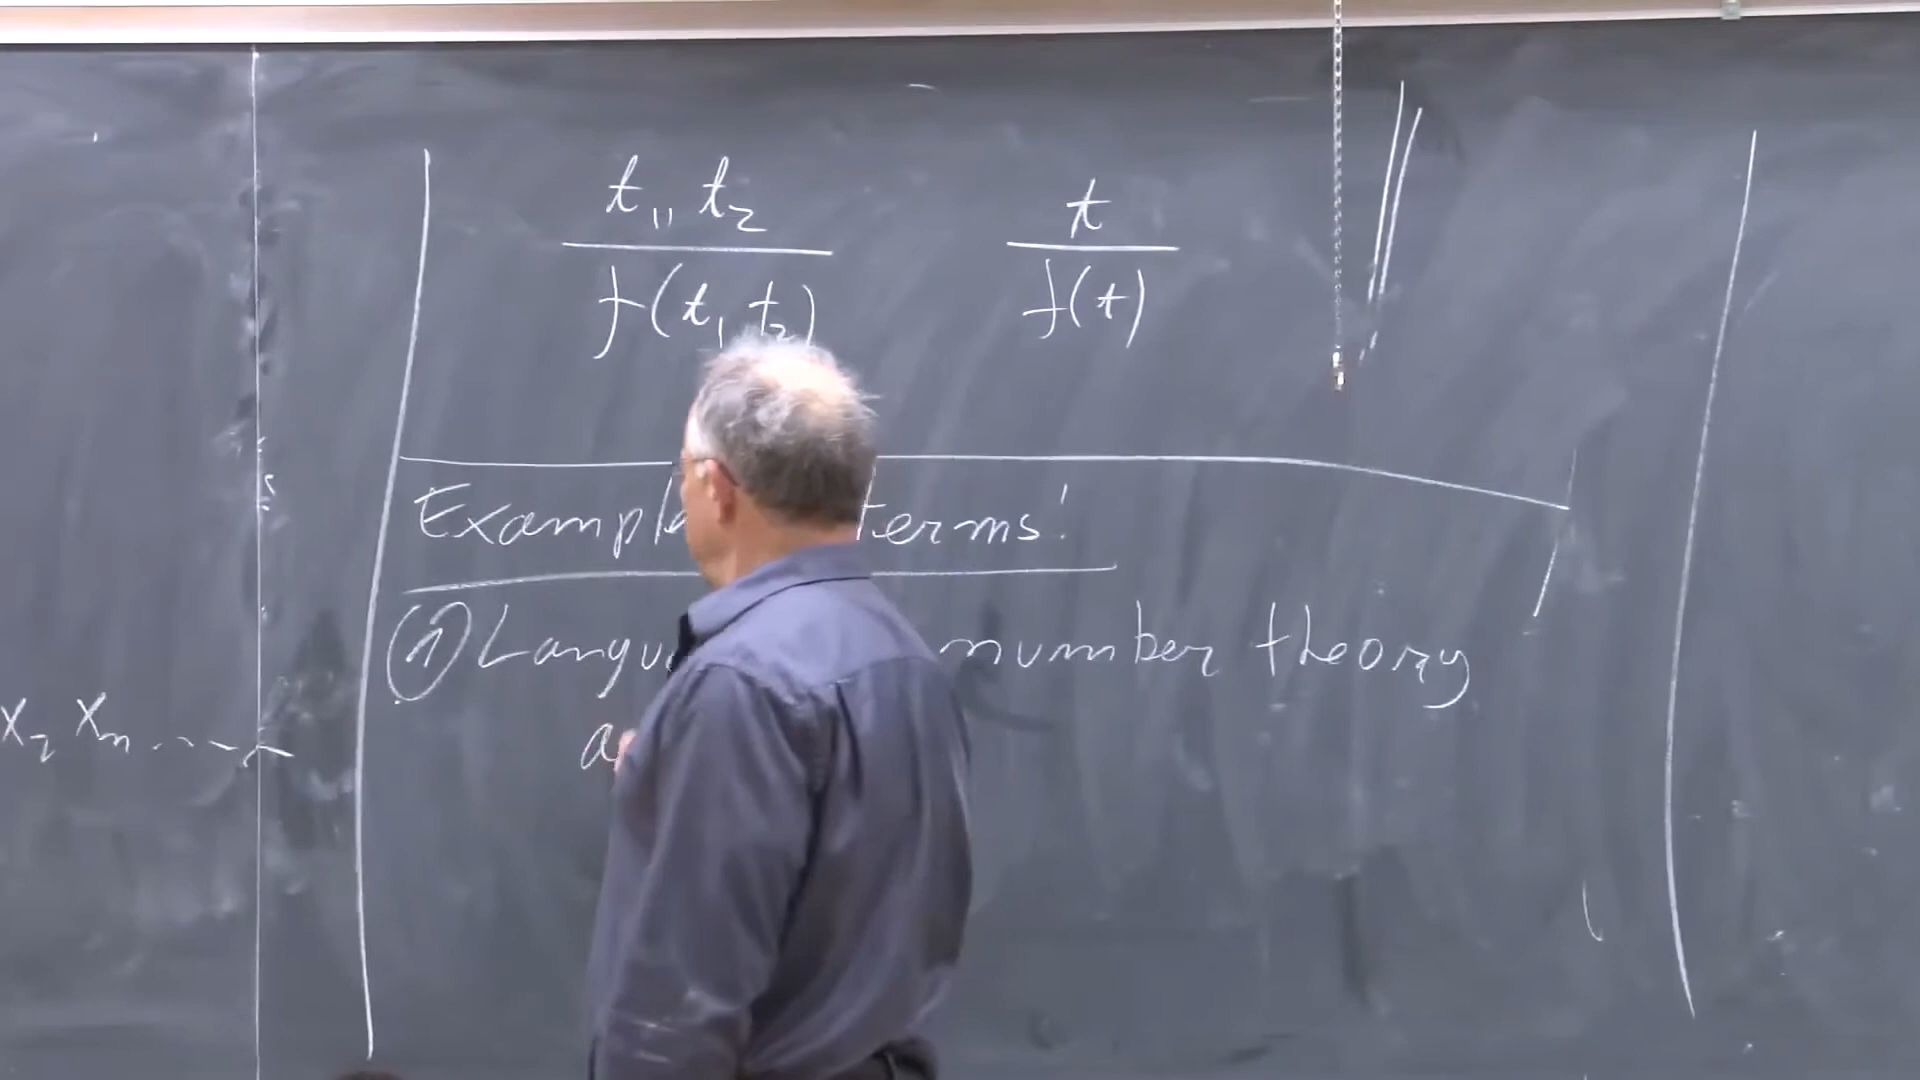 t₁, t₂
f(t₁ t₂)
t
f(t)
Exampl terms:
① Langu number theory
a
x₂ xₙ ....